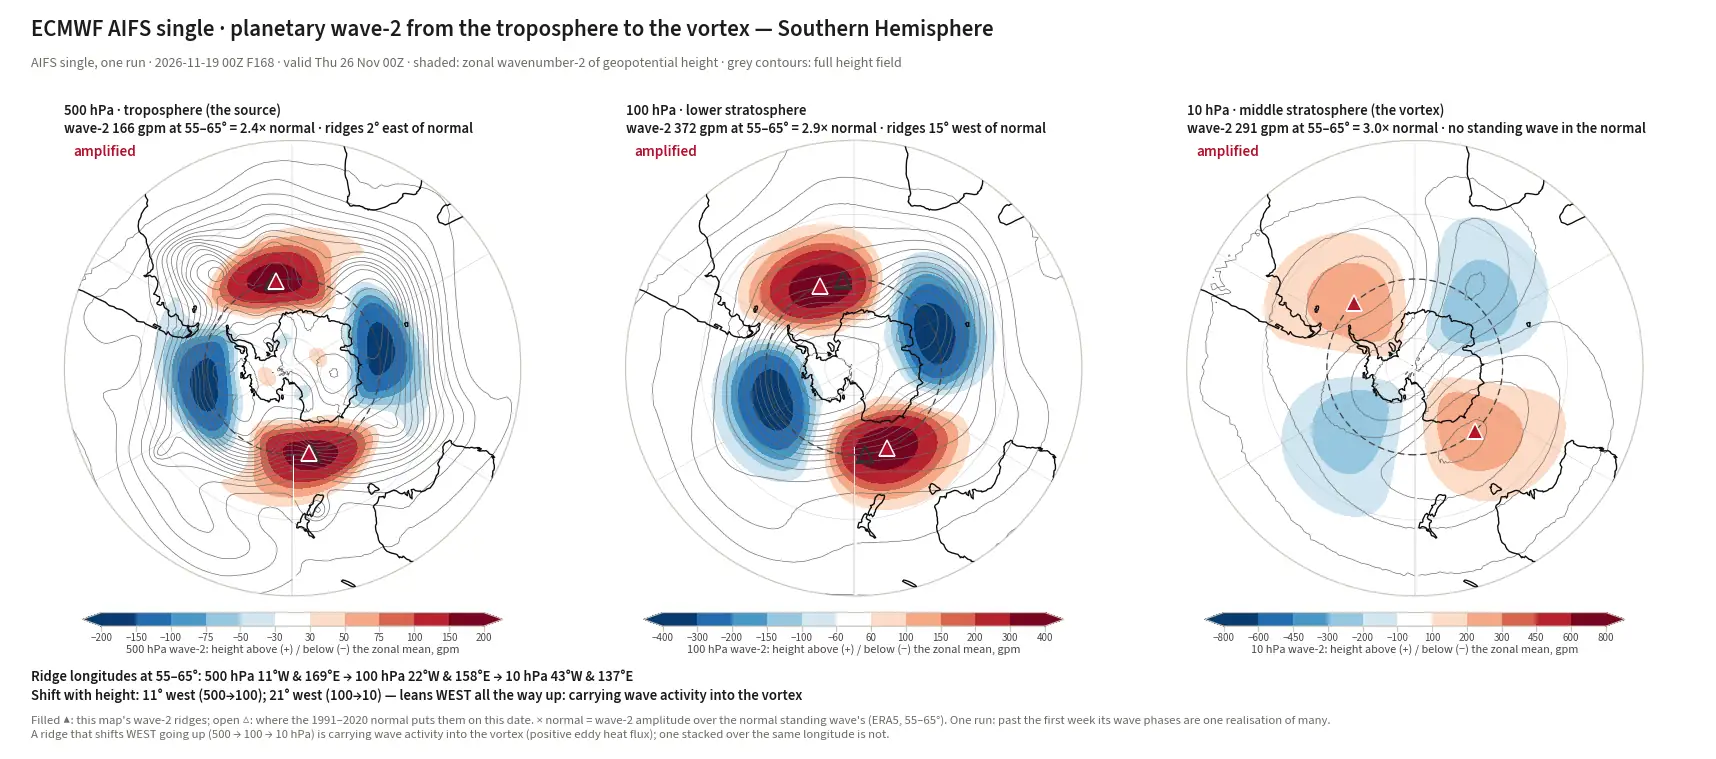 ECMWF AIFS single · planetary wave-2 from the troposphere to the vortex — Southern Hemisphere
AIFS single, one run · 2026-11-19 00Z F168 · valid Thu 26 Nov 00Z · shaded: zonal wavenumber-2 of geopotential height · grey contours: full height field
500 hPa · troposphere (the source)
wave-2 166 gpm at 55–65° = 2.4× normal · ridges 2° east of normal
amplified
100 hPa · lower stratosphere
wave-2 372 gpm at 55–65° = 2.9× normal · ridges 15° west of normal
amplified
10 hPa · middle stratosphere (the vortex)
wave-2 291 gpm at 55–65° = 3.0× normal · no standing wave in the normal
amplified
−200 −150 −100 −75 −50 −30 30 50 75 100 150 200
500 hPa wave-2: height above (+) / below (−) the zonal mean, gpm
−400 −300 −200 −150 −100 −60 60 100 150 200 300 400
100 hPa wave-2: height above (+) / below (−) the zonal mean, gpm
−800 −600 −450 −300 −200 −100 100 200 300 450 600 800
10 hPa wave-2: height above (+) / below (−) the zonal mean, gpm
Ridge longitudes at 55–65°: 500 hPa 11°W & 169°E → 100 hPa 22°W & 158°E → 10 hPa 43°W & 137°E
Shift with height: 11° west (500→100); 21° west (100→10) — leans WEST all the way up: carrying wave activity into the vortex
Filled ▲: this map's wave-2 ridges; open △: where the 1991–2020 normal puts them on this date. × normal = wave-2 amplitude over the normal standing wave's (ERA5, 55–65°). One run: past the first week its wave phases are one realisation of many.
A ridge that shifts WEST going up (500 → 100 → 10 hPa) is carrying wave activity into the vortex (positive eddy heat flux); one stacked over the same longitude is not.